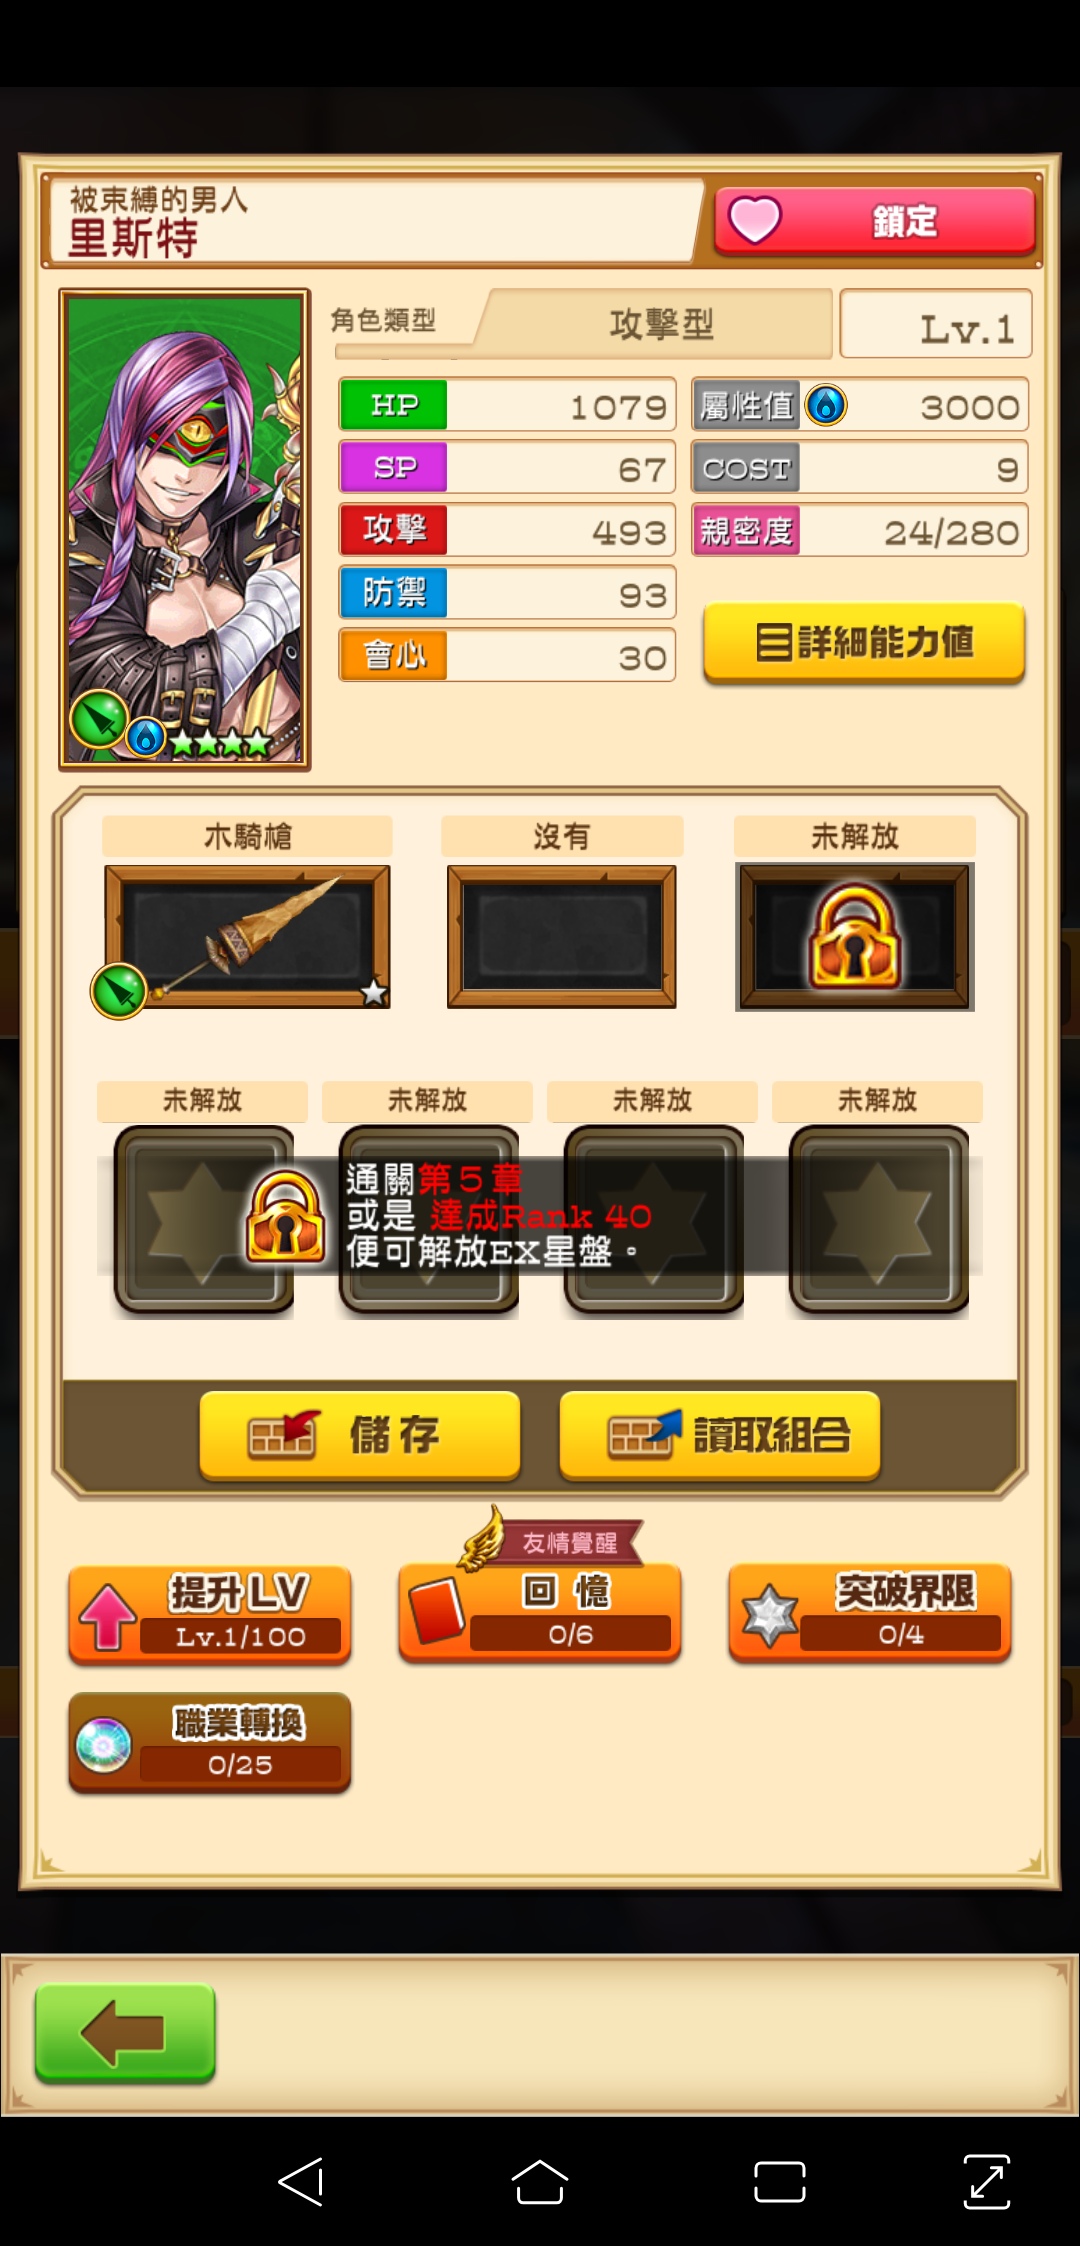 被束縛的男人
里斯特
鎖定
角色類型
攻擊型
Lv.1
HP 1079
屬性值 3000
SP 67
COST 9
攻擊 493
親密度 24/280
防禦 93
會心 30
詳細能力值
木騎槍
沒有
未解放
未解放
未解放
未解放
未解放
通關第5章
或是 達成Rank 40
便可解放EX星盤。
儲存
讀取組合
友情覺醒
提升LV
Lv.1/100
回憶
0/6
突破界限
0/4
職業轉換
0/25